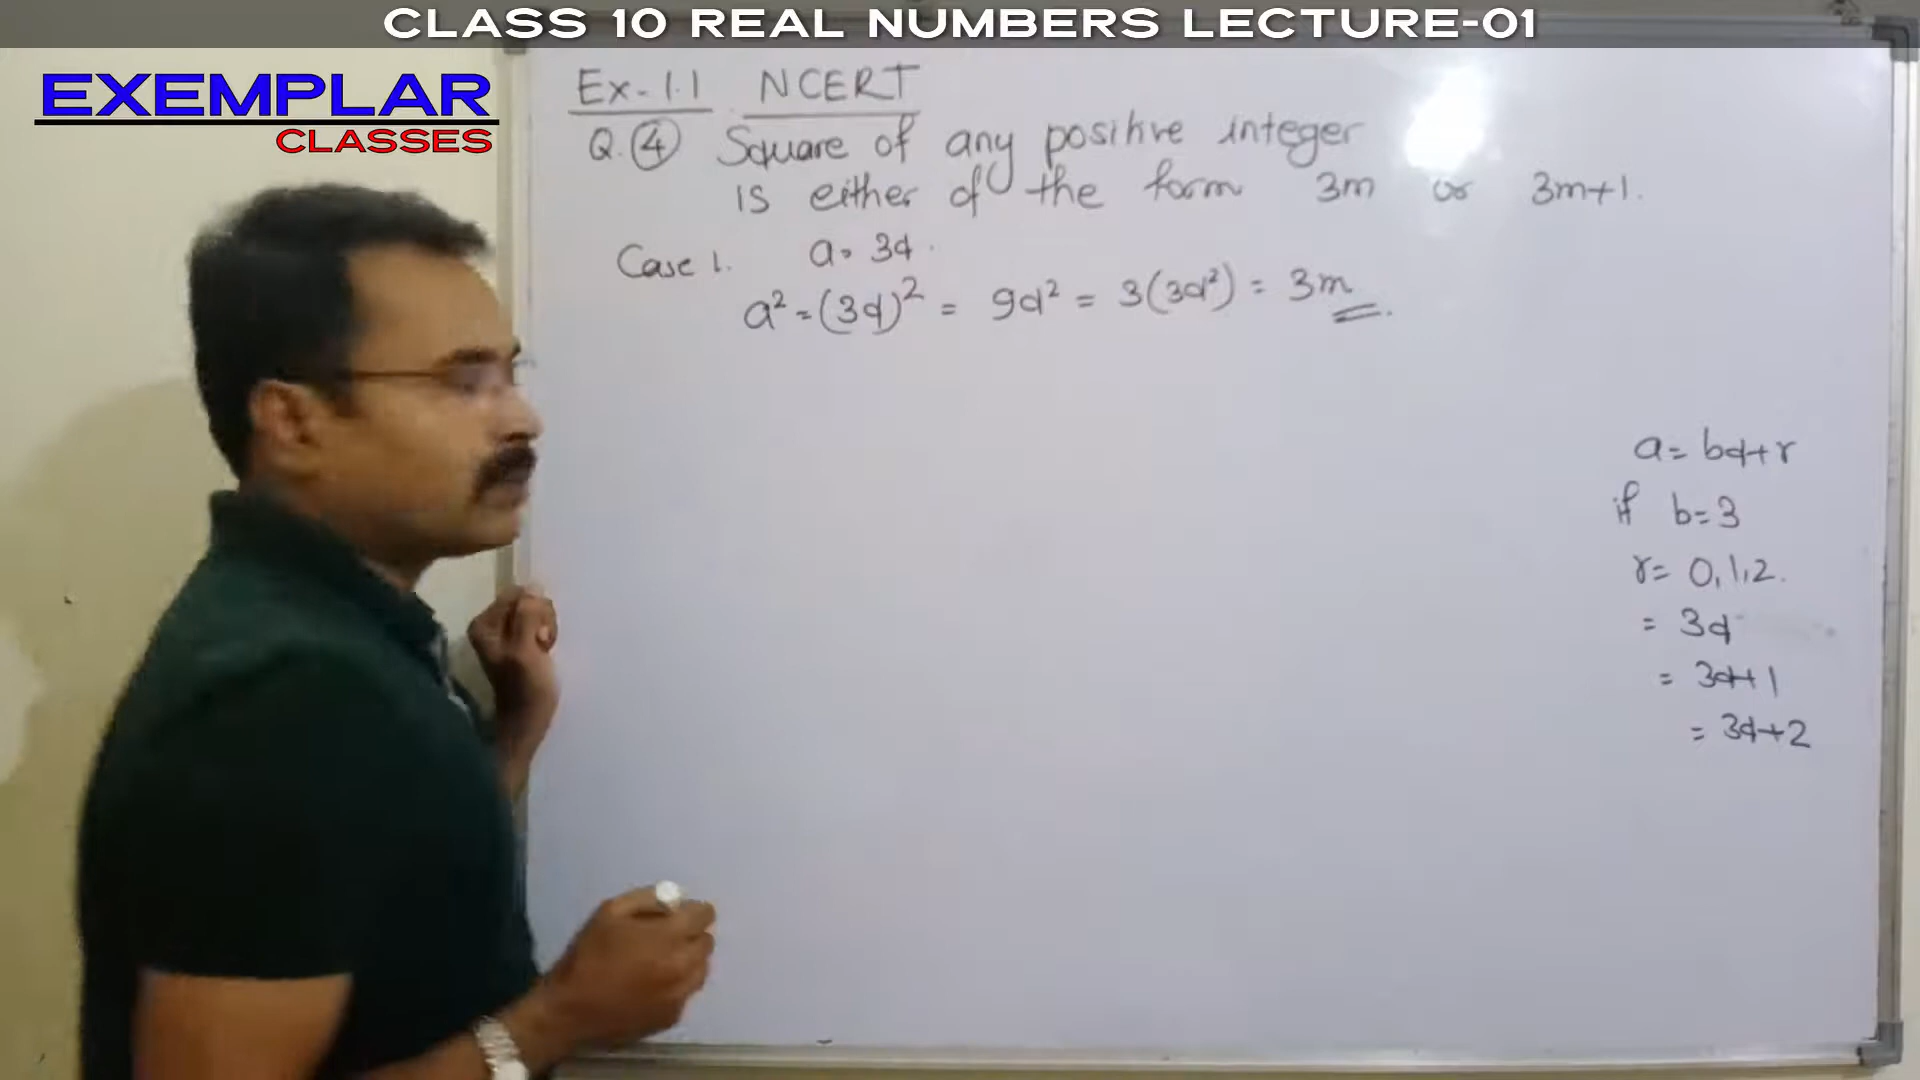 CLASS 10 REAL NUMBERS LECTURE-01
EXEMPLAR
CLASSES
Ex-1.1 NCERT
Q.④ Square of any positive integer
is either of the form 3m or 3m+1.
Case 1. a = 3q.
a² = (3q)² = 9q² = 3(3q²) = 3m.
a = bq+r
if b=3
r= 0,1,2.
= 3q
= 3q+1
= 3q+2